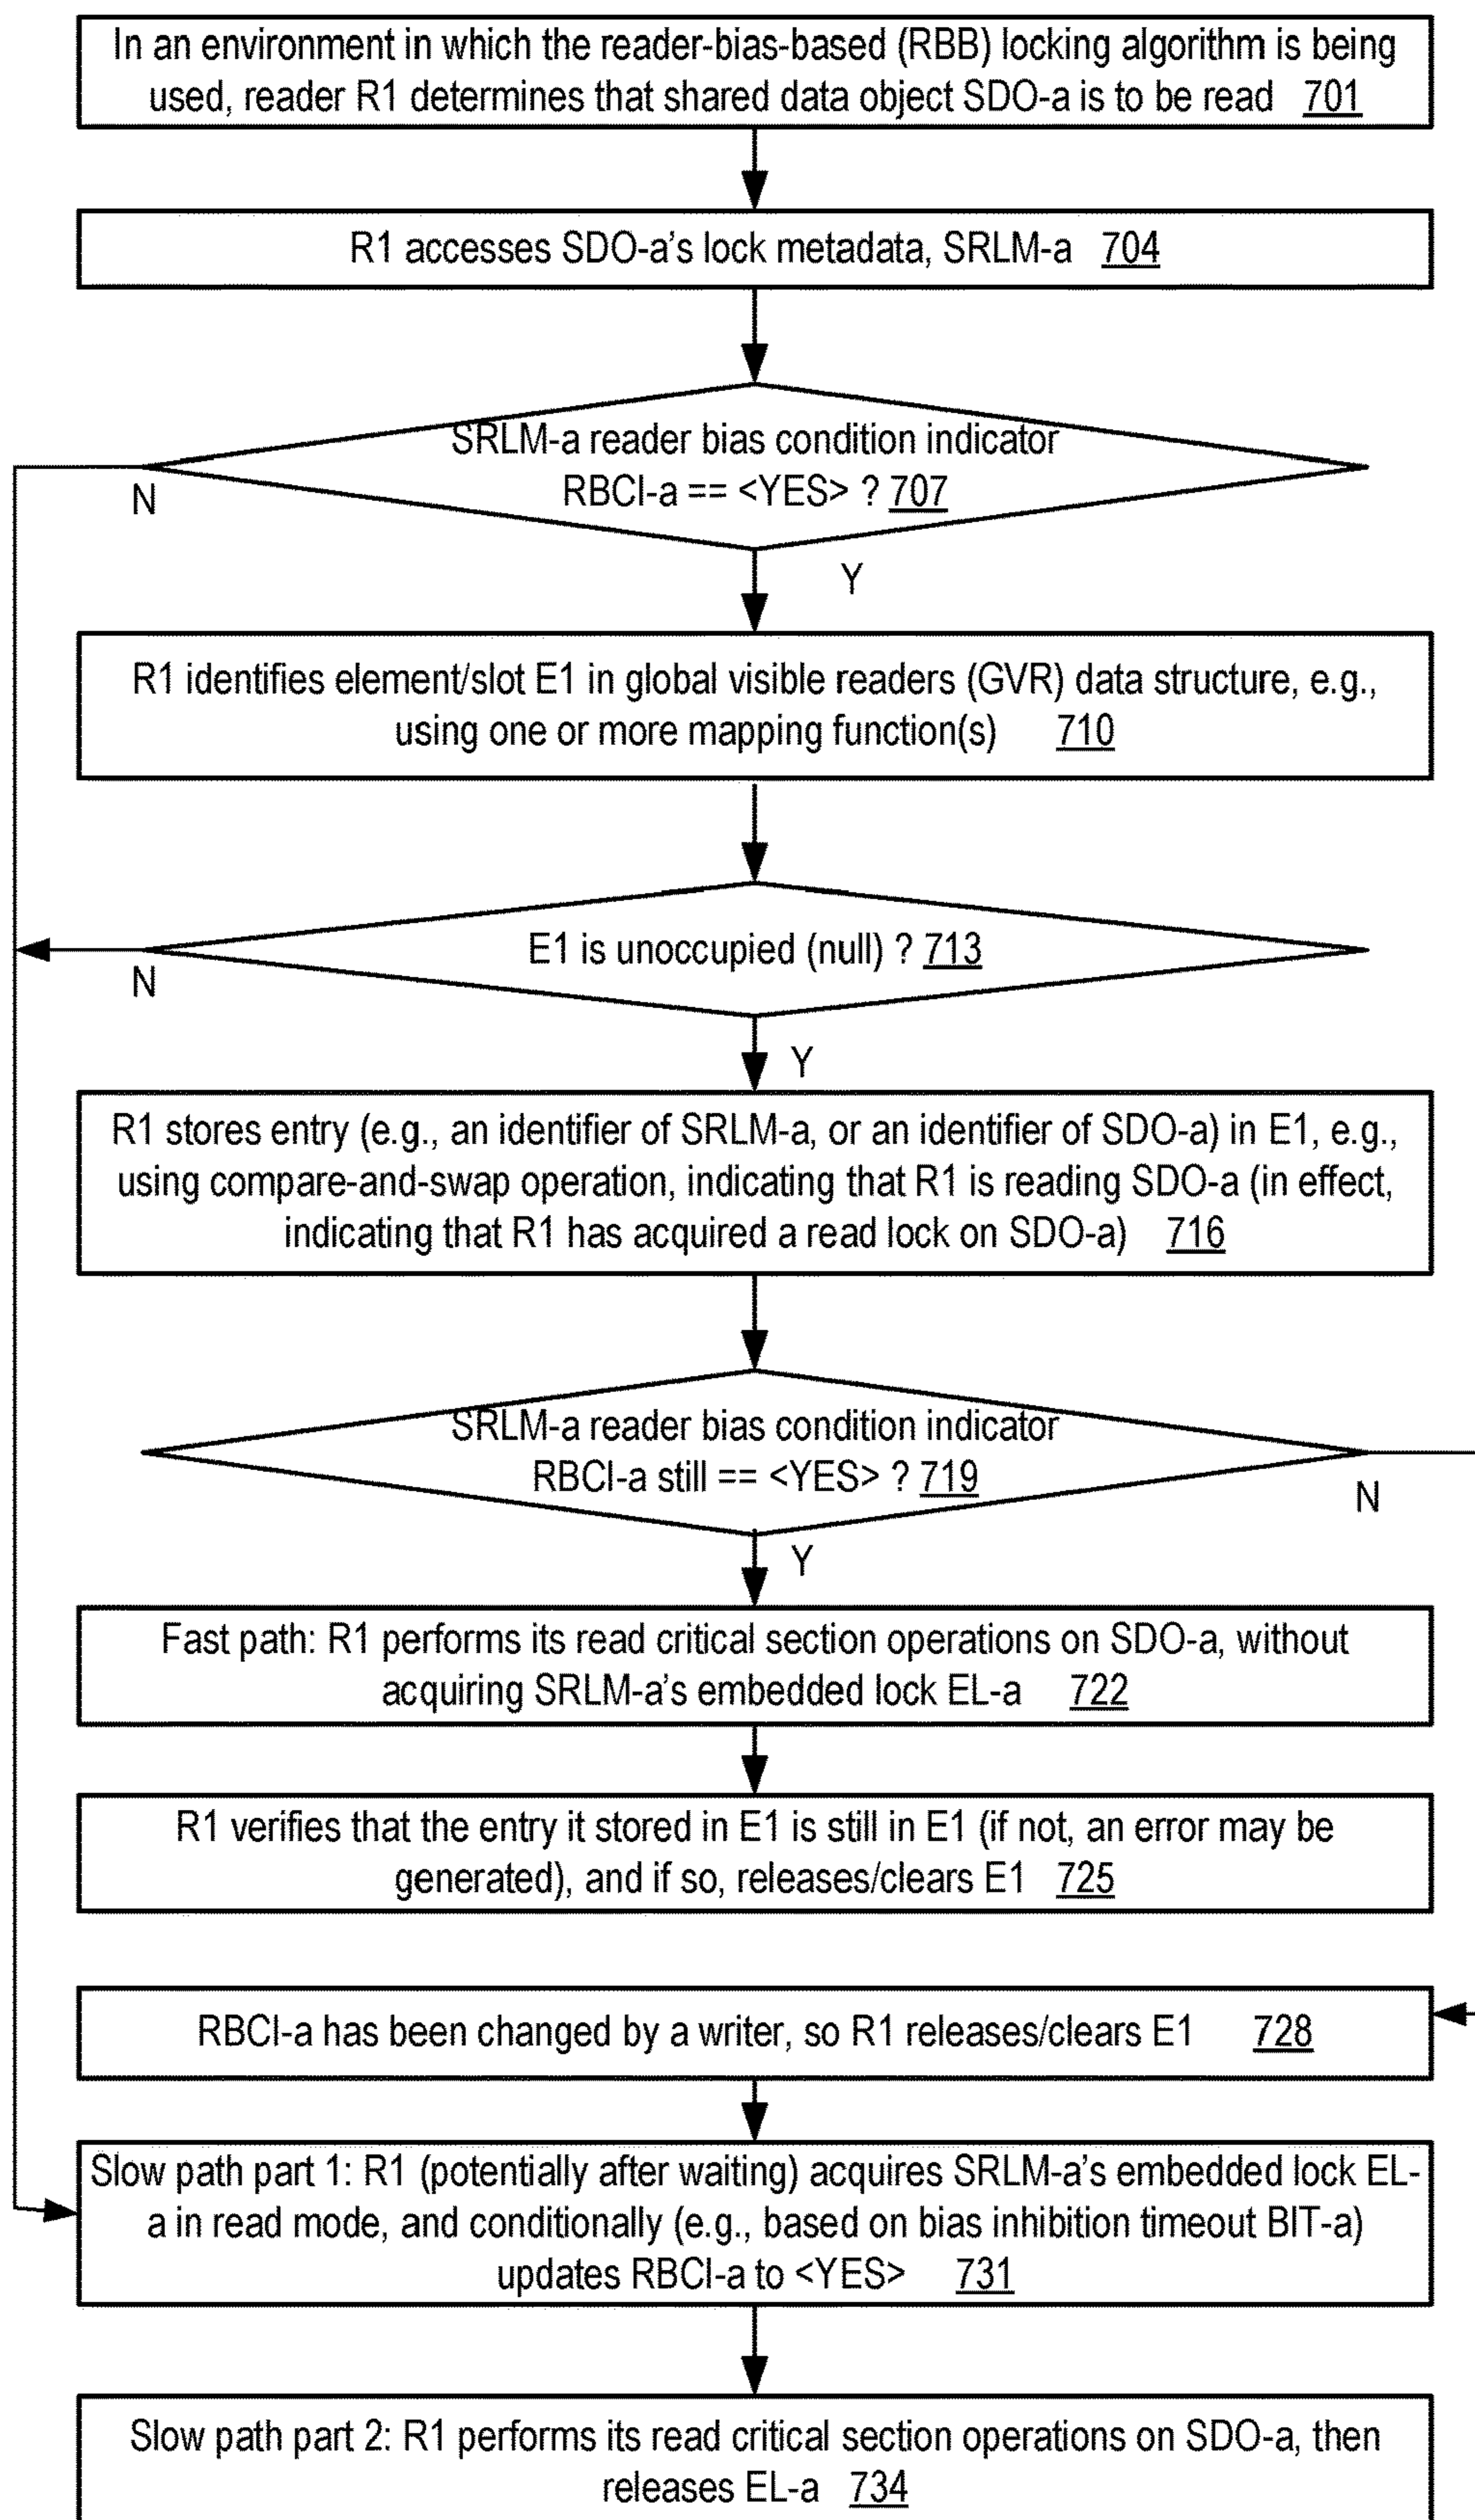 In an environment in which the reader-bias-based (RBB) locking algorithm is being
used, reader R1 determines that shared data object SDO-a is to be read 701
R1 accesses SDO-a's lock metadata, SRLM-a 704
SRLM-a reader bias condition indicator
RBCI-a == <YES> ? 707
N
Y
R1 identifies element/slot E1 in global visible readers (GVR) data structure, e.g.,
using one or more mapping function(s) 710
E1 is unoccupied (null) ? 713
N
Y
R1 stores entry (e.g., an identifier of SRLM-a, or an identifier of SDO-a) in E1, e.g.,
using compare-and-swap operation, indicating that R1 is reading SDO-a (in effect,
indicating that R1 has acquired a read lock on SDO-a) 716
SRLM-a reader bias condition indicator
RBCI-a still == <YES> ? 719
N
Y
Fast path: R1 performs its read critical section operations on SDO-a, without
acquiring SRLM-a's embedded lock EL-a 722
R1 verifies that the entry it stored in E1 is still in E1 (if not, an error may be
generated), and if so, releases/clears E1 725
RBCI-a has been changed by a writer, so R1 releases/clears E1 728
Slow path part 1: R1 (potentially after waiting) acquires SRLM-a's embedded lock EL-
a in read mode, and conditionally (e.g., based on bias inhibition timeout BIT-a)
updates RBCI-a to <YES> 731
Slow path part 2: R1 performs its read critical section operations on SDO-a, then
releases EL-a 734